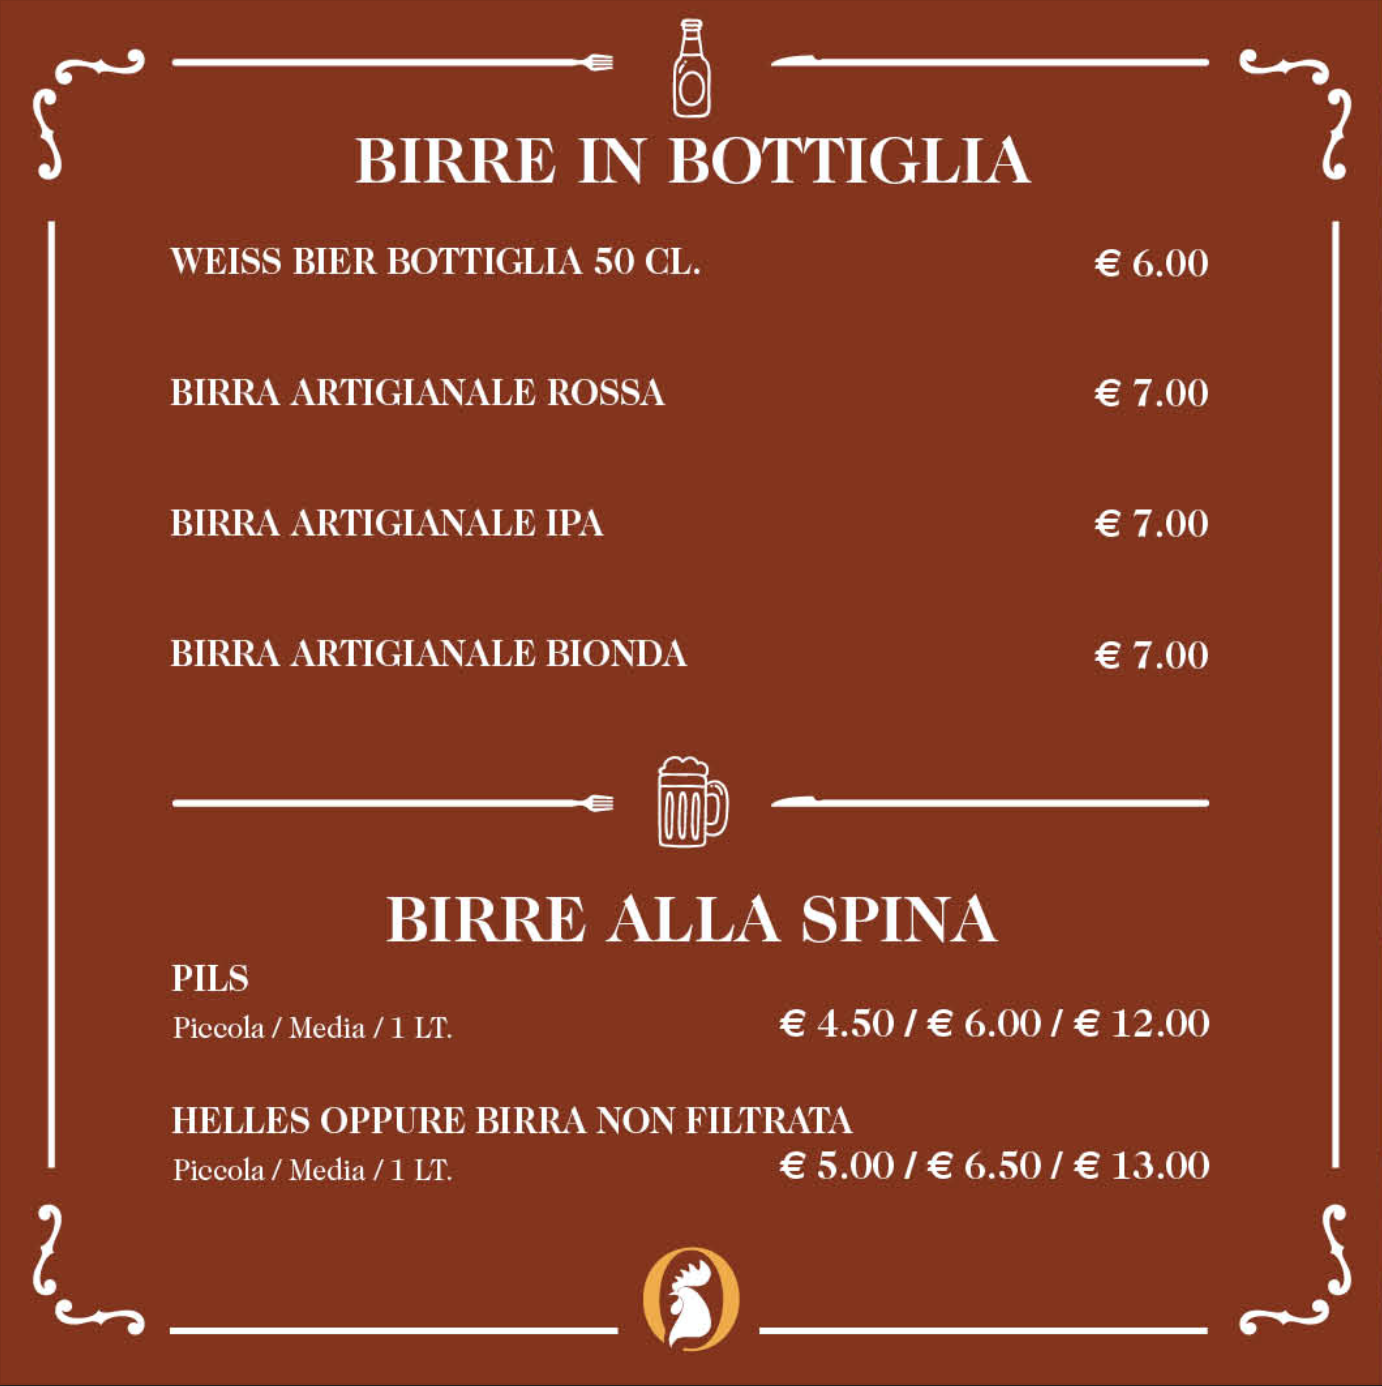 BIRRE IN BOTTIGLIA
WEISS BIER BOTTIGLIA 50 CL. € 6.00
BIRRA ARTIGIANALE ROSSA € 7.00
BIRRA ARTIGIANALE IPA € 7.00
BIRRA ARTIGIANALE BIONDA € 7.00
BIRRE ALLA SPINA
PILS
Piccola / Media / 1 LT. € 4.50 / € 6.00 / € 12.00
HELLES OPPURE BIRRA NON FILTRATA
Piccola / Media / 1 LT. € 5.00 / € 6.50 / € 13.00